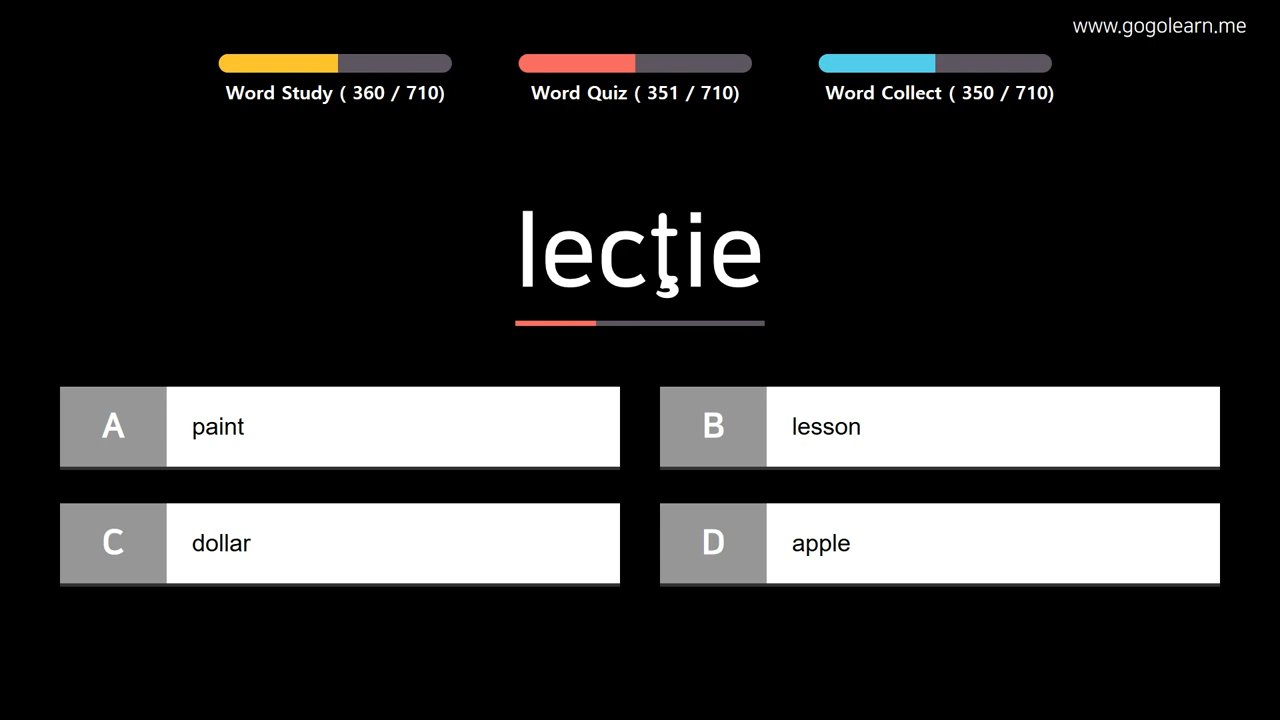 www.gogolearn.me
Word Study ( 360 / 710)
Word Quiz ( 351 / 710)
Word Collect ( 350 / 710)
lecţie
A paint
B lesson
C dollar
D apple